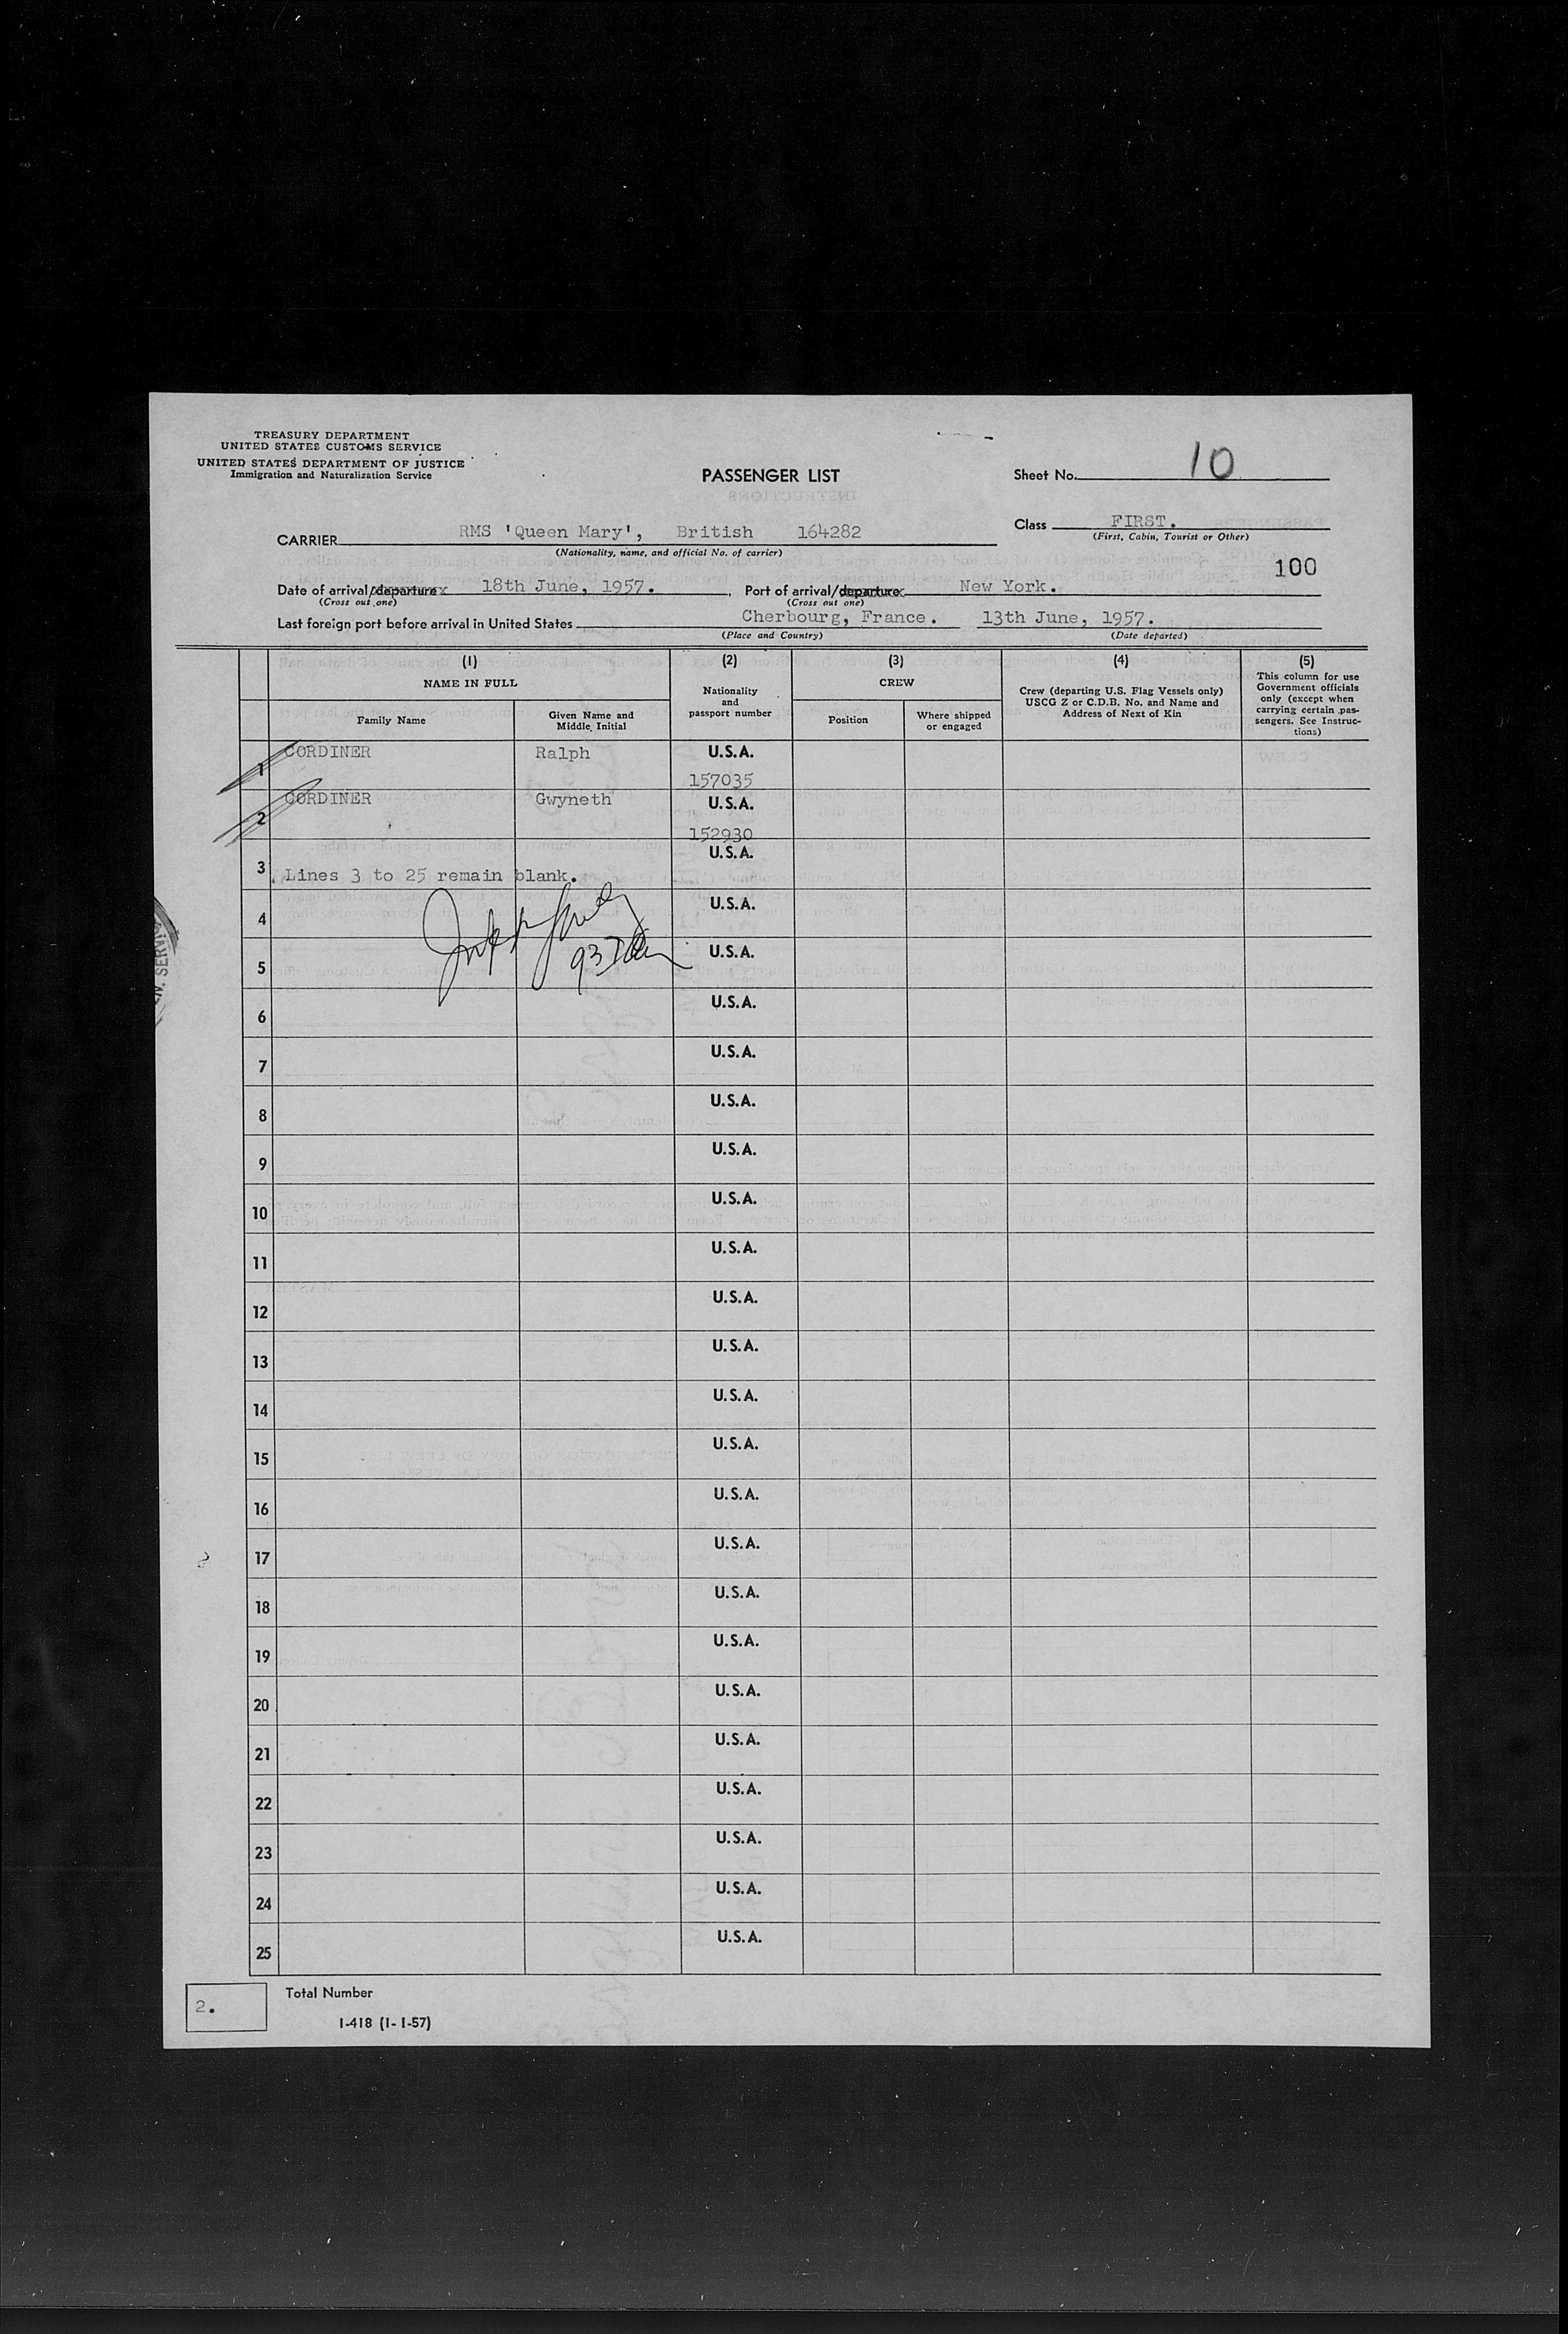 TREASURY DEPARTMENT
UNITED STATES CUSTOMS SERVICE
UNITED STATES DEPARTMENT OF JUSTICE
Immigration and Naturalization Service
PASSENGER LIST
Sheet No. 10
CARRIER RMS 'Queen Mary', British 164282
(Nationality, name, and official No. of carrier)
Class FIRST.
(First, Cabin, Tourist or Other)
100
Date of arrival/departure 18th June, 1957. Port of arrival/departure New York.
(Cross out one) (Cross out one)
Last foreign port before arrival in United States Cherbourg, France. 13th June, 1957.
(Place and Country) (Date departed)
(1) (2) (3) (4) (5)
NAME IN FULL
Family Name
Given Name and
Middle Initial
Nationality
and
passport number
CREW
Position
Where shipped
or engaged
Crew (departing U.S. Flag Vessels only)
USCG Z or C.D.B. No. and Name and
Address of Next of Kin
This column for use
Government officials
only (except when
carrying certain pas-
sengers. See Instruc-
tions)
1 CORDINER Ralph U.S.A.
157035
2 CORDINER Gwyneth U.S.A.
152930
3 Lines 3 to 25 remain blank. U.S.A.
4 U.S.A.
5 U.S.A.
6 U.S.A.
7 U.S.A.
8 U.S.A.
9 U.S.A.
10 U.S.A.
11 U.S.A.
12 U.S.A.
13 U.S.A.
14 U.S.A.
15 U.S.A.
16 U.S.A.
17 U.S.A.
18 U.S.A.
19 U.S.A.
20 U.S.A.
21 U.S.A.
22 U.S.A.
23 U.S.A.
24 U.S.A.
25 U.S.A.
2. Total Number
I-418 (1-1-57)